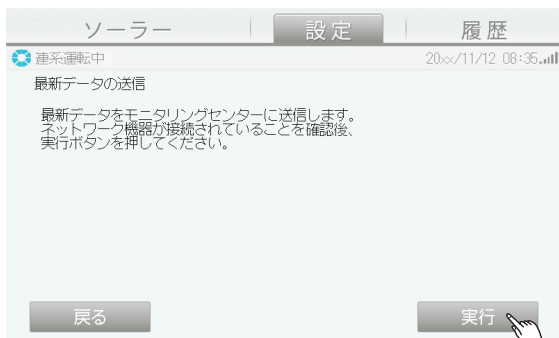 ソーラー 設定 履歴
連系運転中 20xx/11/12 08:35
最新データの送信
最新データをモニタリングセンターに送信します。
ネットワーク機器が接続されていることを確認後、
実行ボタンを押してください。
戻る 実行